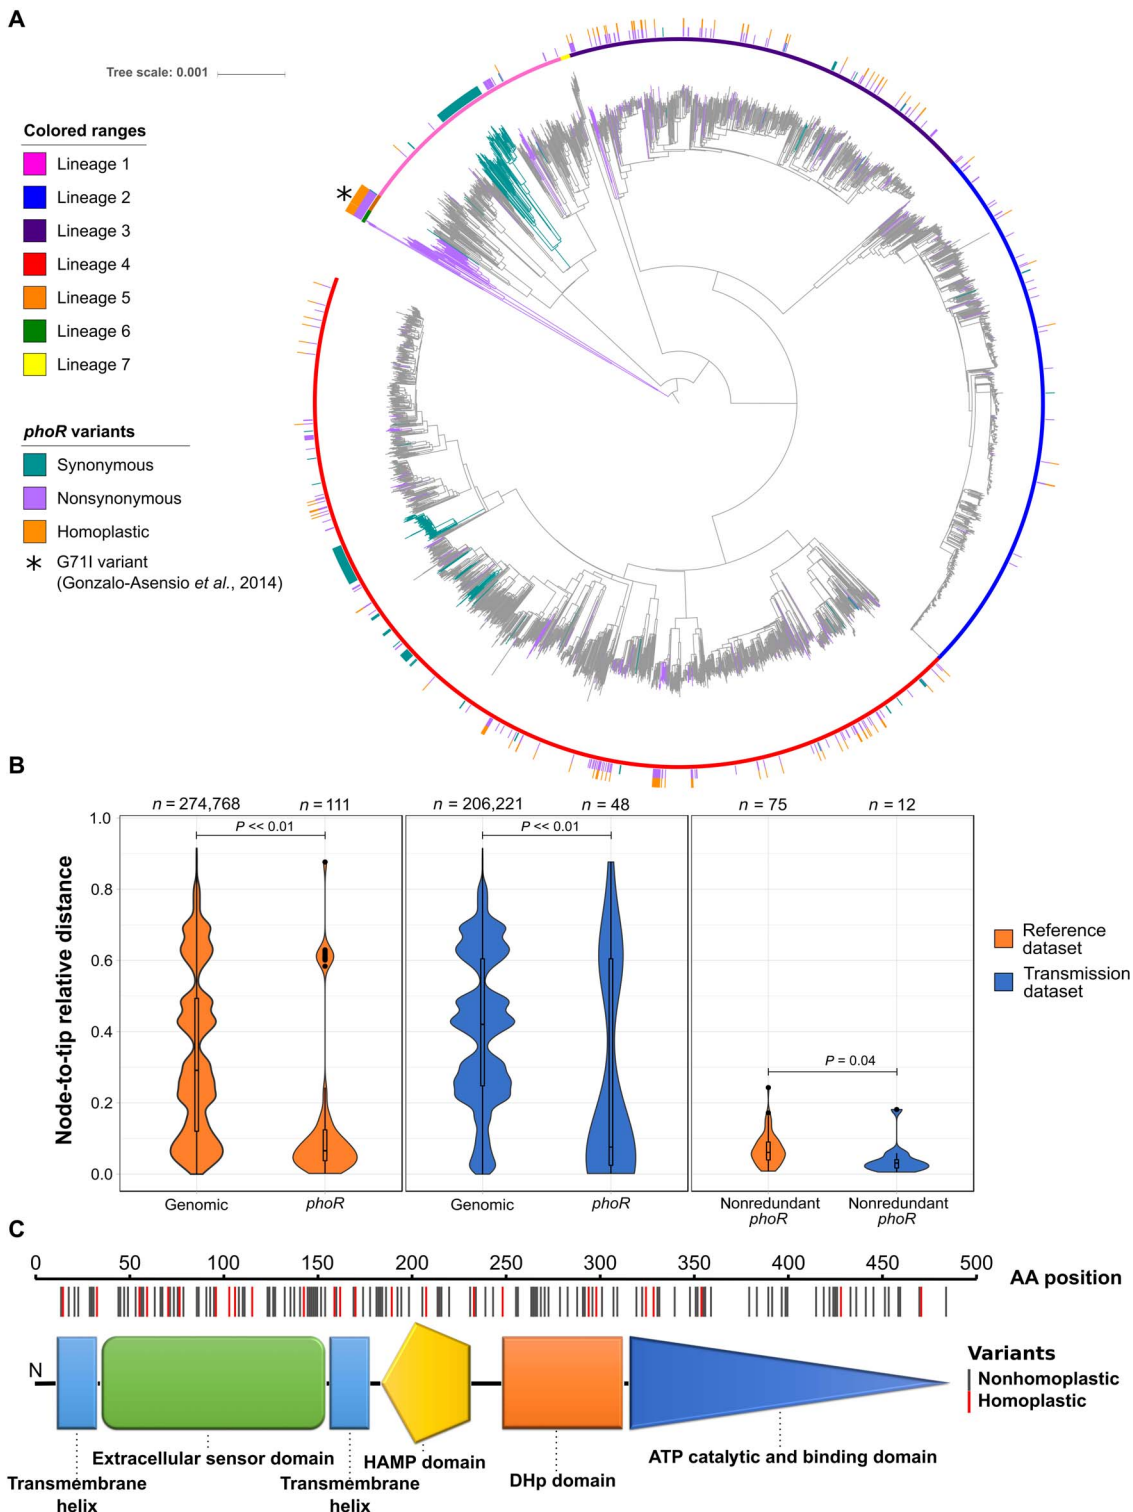 A
Tree scale: 0.001
Colored ranges
Lineage 1
Lineage 2
Lineage 3
Lineage 4
Lineage 5
Lineage 6
Lineage 7
phoR variants
Synonymous
Nonsynonymous
Homoplastic
* G71I variant
(Gonzalo-Asensio et al., 2014)
*
B
n = 274,768
n = 111
n = 206,221
n = 48
n = 75
n = 12
P << 0.01
P << 0.01
P = 0.04
Node-to-tip relative distance
1.0
0.8
0.6
0.4
0.2
0.0
Genomic
phoR
Genomic
phoR
Nonredundant
phoR
Nonredundant
phoR
Reference
dataset
Transmission
dataset
C
0 50 100 150 200 250 300 350 400 450 500
AA position
N
Variants
Nonhomoplastic
Homoplastic
Extracellular sensor domain
HAMP domain
ATP catalytic and binding domain
DHp domain
Transmembrane
helix
Transmembrane
helix